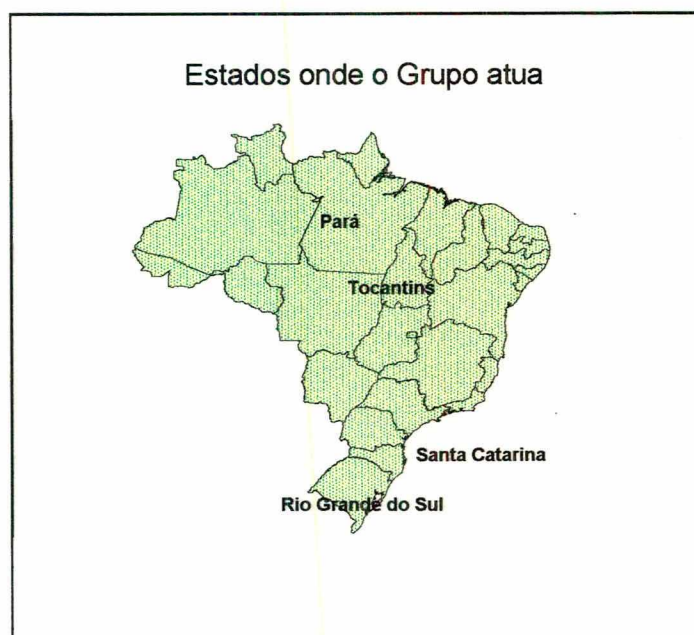 Estados onde o Grupo atua
Pará
Tocantins
Santa Catarina
Rio Grande do Sul